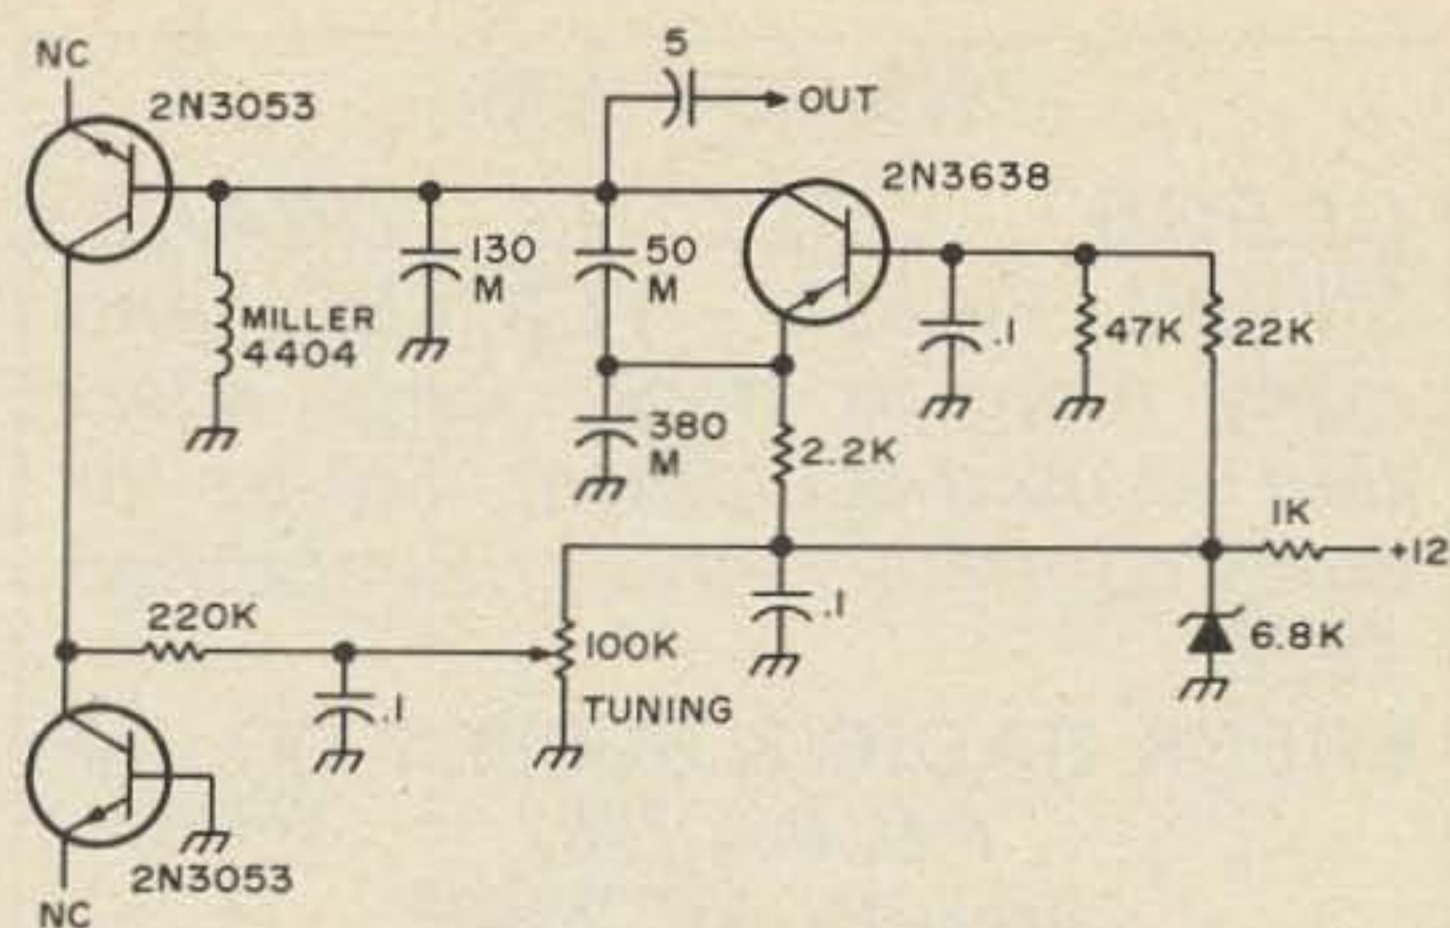 5
NC
2N3053
OUT
2N3638
130
M
50
M
MILLER
4404
.1
47K
22K
380
M
2.2K
1K
+12
220K
100K
.1
6.8K
.1
TUNING
2N3053
NC